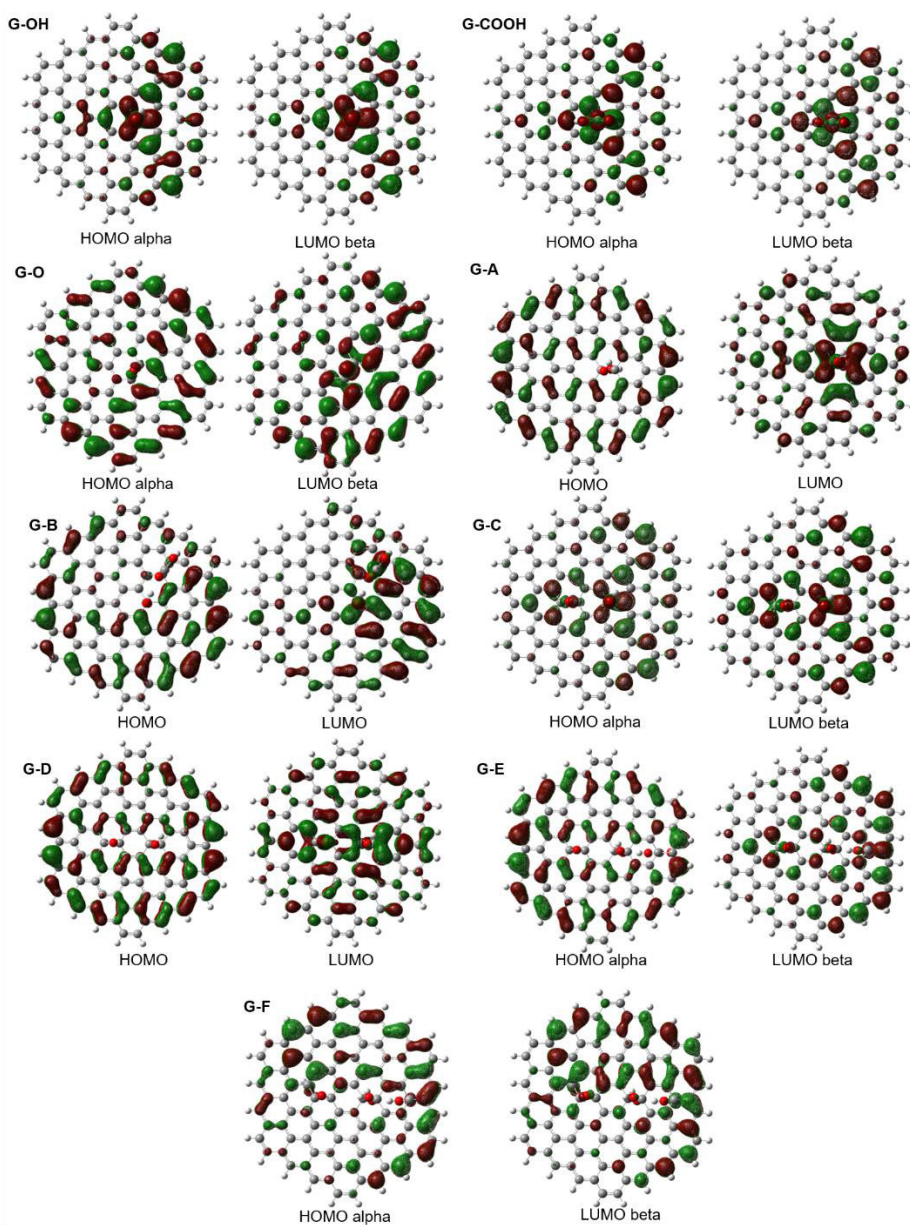 G-OH
G-COOH
HOMO alpha
LUMO beta
HOMO alpha
LUMO beta
G-O
G-A
HOMO alpha
LUMO beta
HOMO
LUMO
G-B
G-C
HOMO
LUMO
HOMO alpha
LUMO beta
G-D
G-E
HOMO
LUMO
HOMO alpha
LUMO beta
G-F
HOMO alpha
LUMO beta